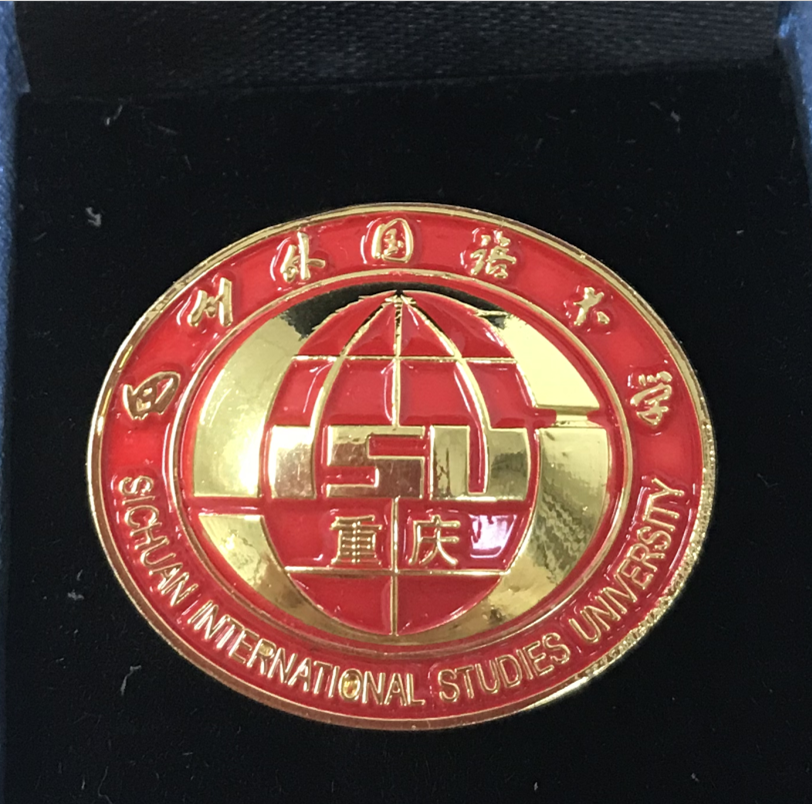 四川外国语大学
SISU
重庆
SICHUAN INTERNATIONAL STUDIES UNIVERSITY